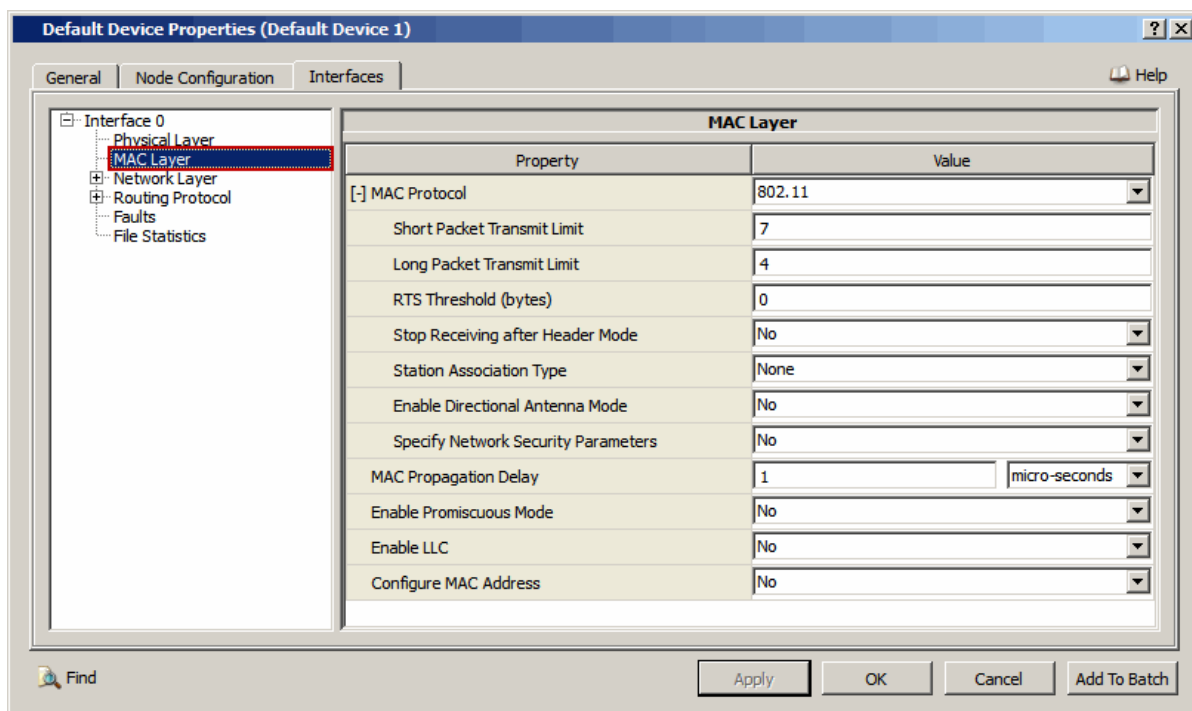 Default Device Properties (Default Device 1)
General
Node Configuration
Interfaces
Help
Interface 0
Physical Layer
MAC Layer
Network Layer
Routing Protocol
Faults
File Statistics
MAC Layer
Property Value
[-] MAC Protocol 802.11
Short Packet Transmit Limit 7
Long Packet Transmit Limit 4
RTS Threshold (bytes) 0
Stop Receiving after Header Mode No
Station Association Type None
Enable Directional Antenna Mode No
Specify Network Security Parameters No
MAC Propagation Delay 1 micro-seconds
Enable Promiscuous Mode No
Enable LLC No
Configure MAC Address No
Find
Apply
OK
Cancel
Add To Batch